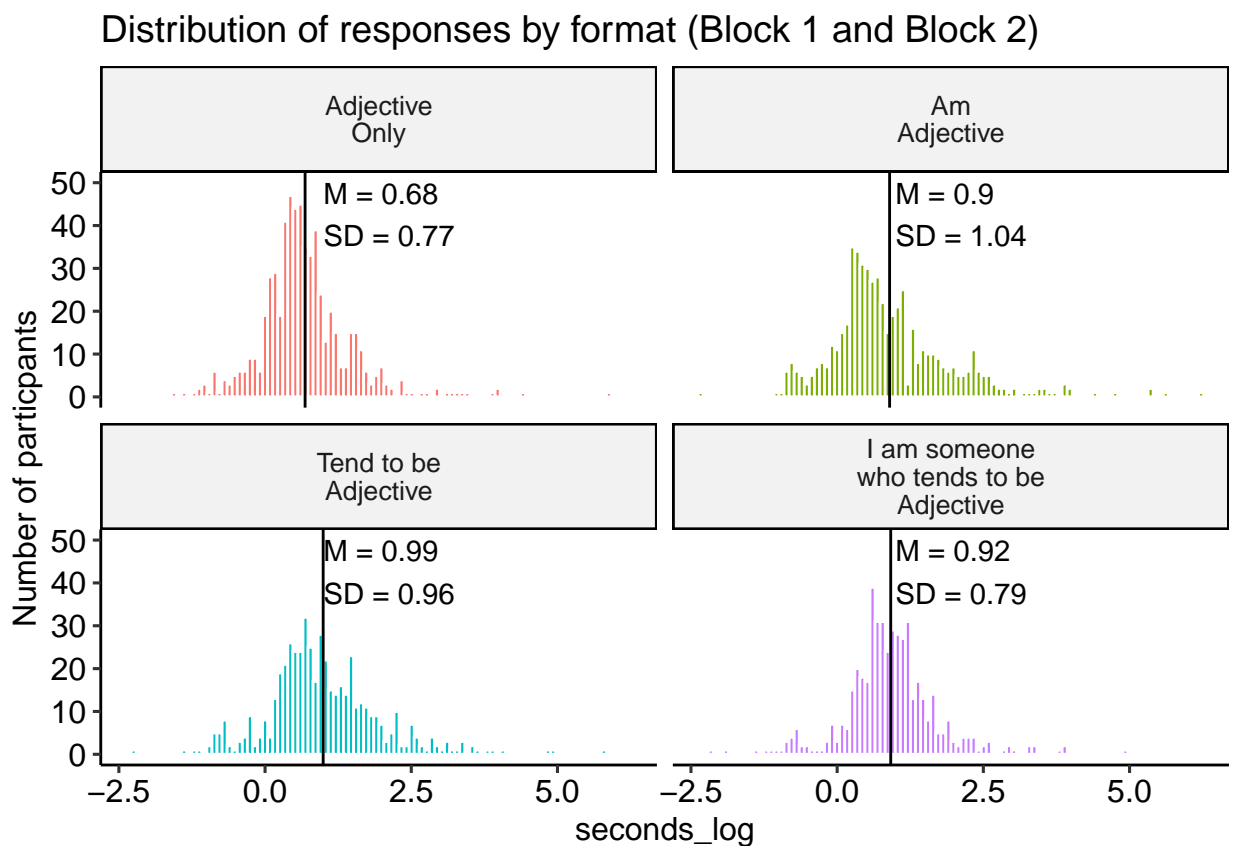 Distribution of responses by format (Block 1 and Block 2)
Adjective
Only
Am
Adjective
M = 0.68
SD = 0.77
M = 0.9
SD = 1.04
50
40
30
20
10
0
Tend to be
Adjective
I am someone
who tends to be
Adjective
M = 0.99
SD = 0.96
M = 0.92
SD = 0.79
50
40
30
20
10
0
Number of particpants
−2.5 0.0 2.5 5.0 −2.5 0.0 2.5 5.0
seconds_log